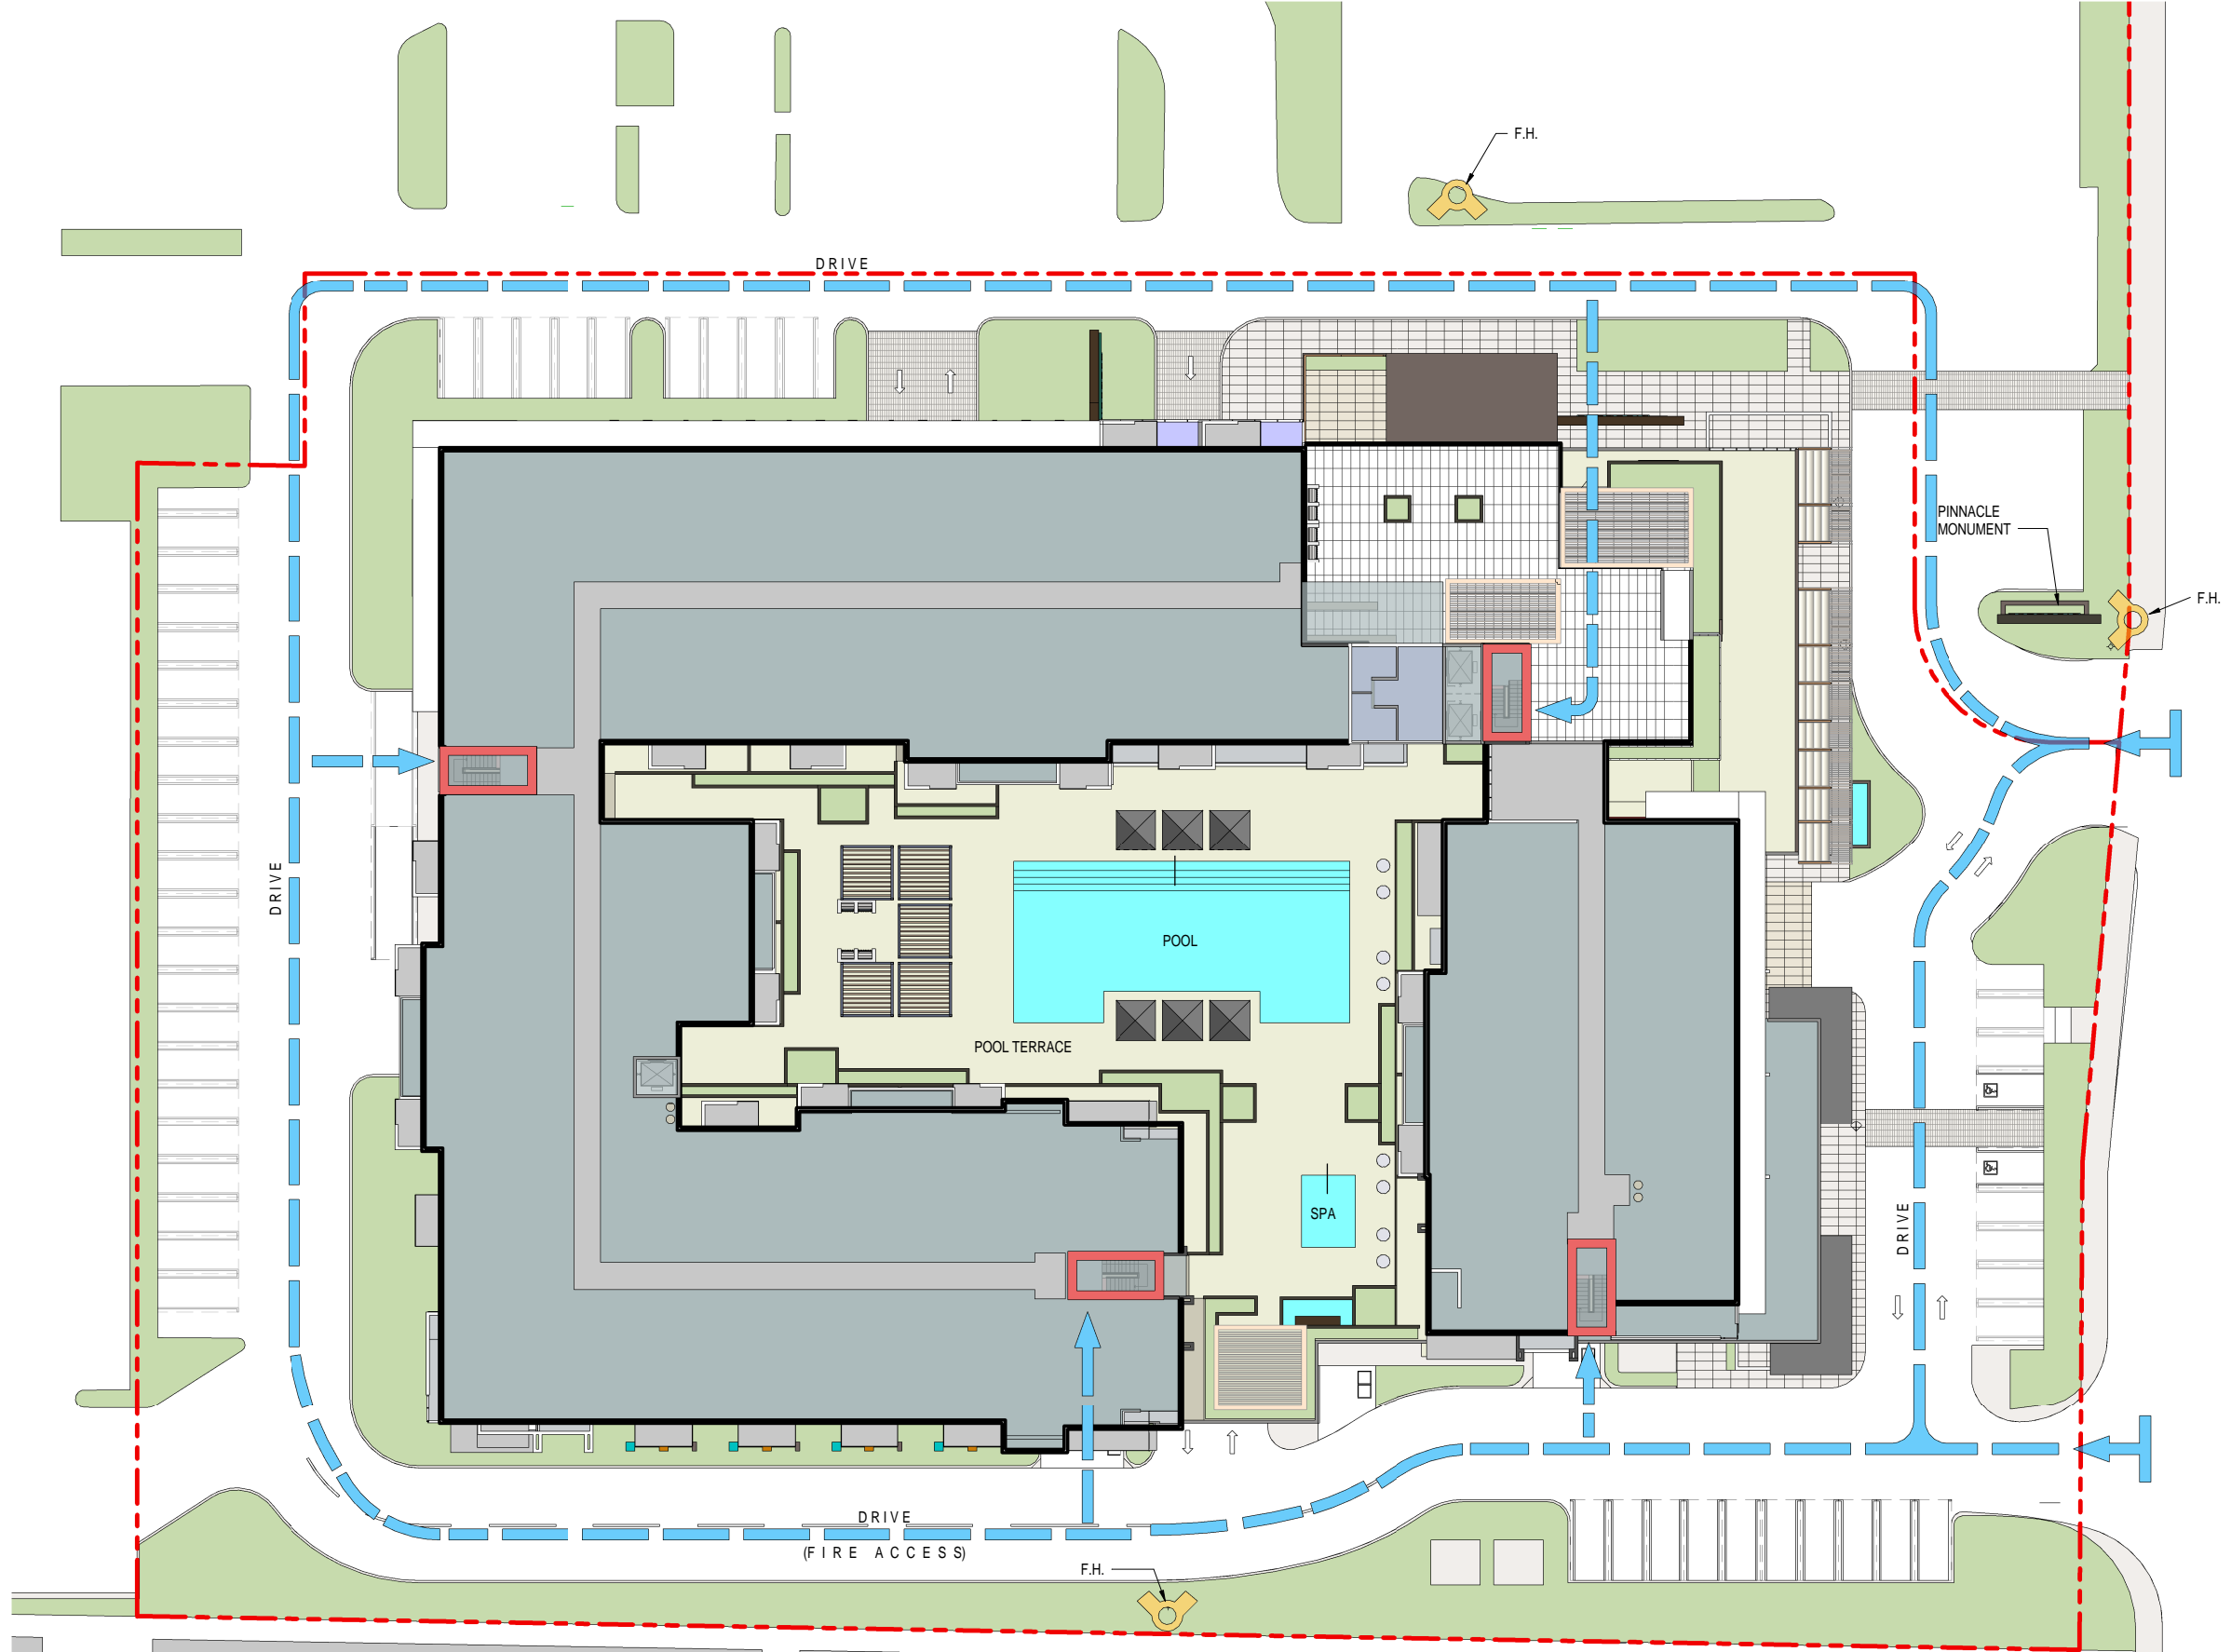 F.H.
DRIVE
PINNACLE
MONUMENT
F.H.
DRIVE
POOL
POOL TERRACE
SPA
DRIVE
DRIVE
(FIRE ACCESS)
F.H.